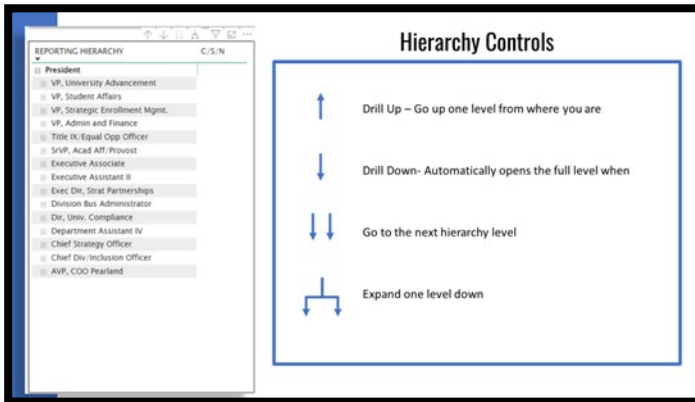 REPORTING HIERARCHY C/S/N
President
VP, University Advancement
VP, Student Affairs
VP, Strategic Enrollment Mgmt.
VP, Admin and Finance
Title IX/Equal Opp Officer
SrVP, Acad Aff/Provost
Executive Associate
Executive Assistant II
Exec Dir, Strat Partnerships
Division Bus Administrator
Dir, Univ. Compliance
Department Assistant IV
Chief Strategy Officer
Chief Div/Inclusion Officer
AVP, COO Pearland
Hierarchy Controls
Drill Up – Go up one level from where you are
Drill Down- Automatically opens the full level when
Go to the next hierarchy level
Expand one level down